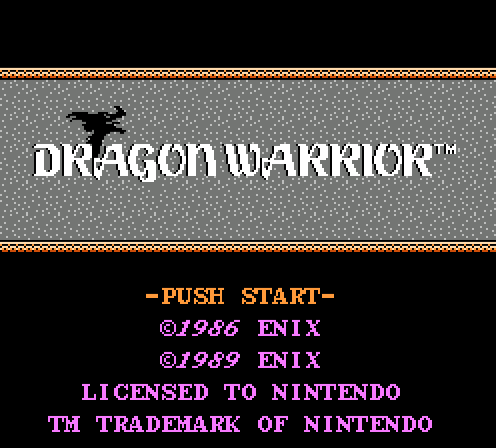 DRAGON WARRIOR™
-PUSH START-
©1986 ENIX
©1989 ENIX
LICENSED TO NINTENDO
TM TRADEMARK OF NINTENDO